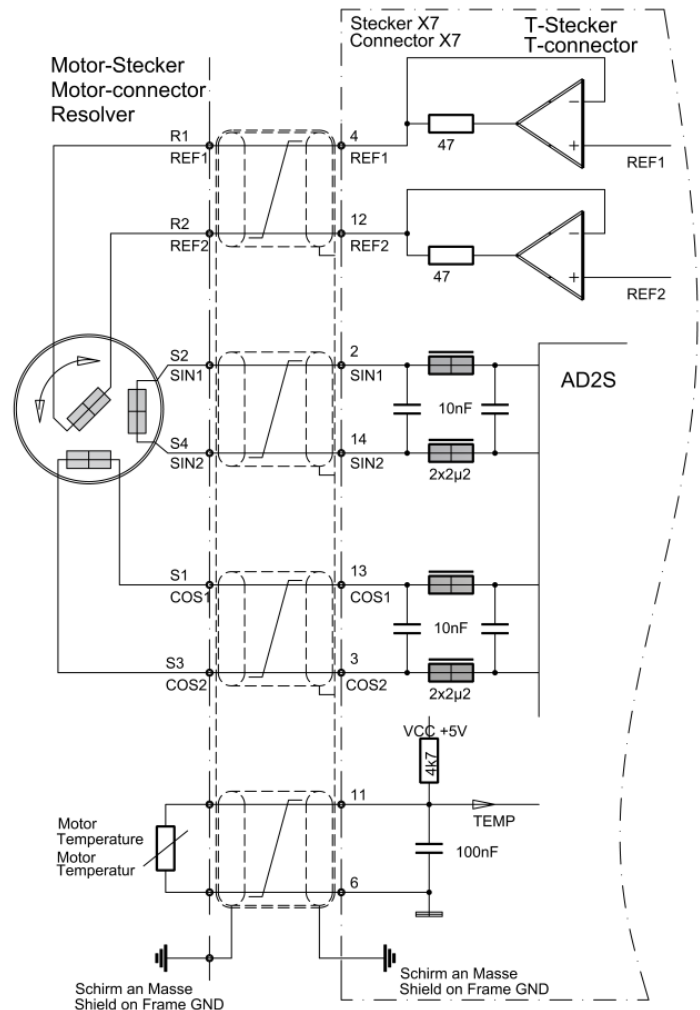 Stecker X7
Connector X7
T-Stecker
T-connector
Motor-Stecker
Motor-connector
Resolver
R1
REF1
4
REF1
47
REF1
R2
REF2
12
REF2
47
REF2
S2
SIN1
2
SIN1
AD2S
10nF
S4
SIN2
14
SIN2
2x2µ2
S1
COS1
13
COS1
10nF
S3
COS2
3
COS2
2x2µ2
VCC +5V
4k7
11
TEMP
Motor
Temperature
Motor
Temperatur
100nF
6
Schirm an Masse
Shield on Frame GND
Schirm an Masse
Shield on Frame GND